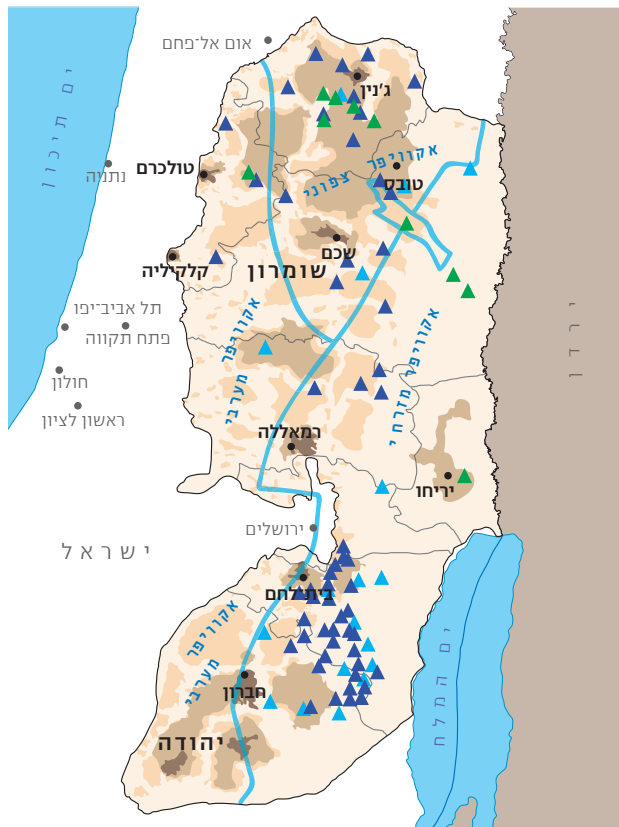 אום אל־פחם
ים תיכון
ג'נין
נתניה
טולכרם
אקוויפר צפוני
טובס
שכם
קלקיליה
שומרון
תל אביב־יפו
פתח תקווה
אקוויפר מערבי
אקוויפר מזרחי
ירדן
חולון
ראשון לציון
רמאללה
יריחו
ירושלים
ישראל
בית לחם
אקוויפר מערבי
חברון
ים המלח
יהודה